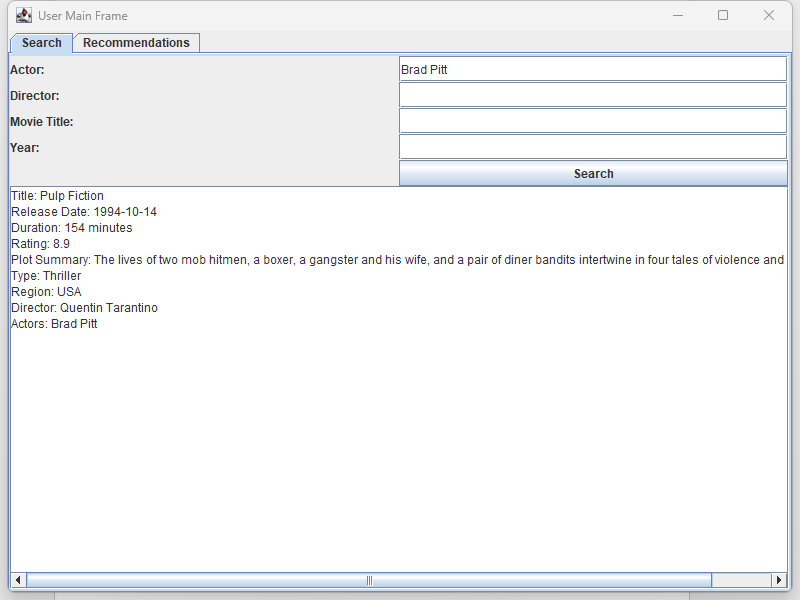 User Main Frame
Search Recommendations
Actor: Brad Pitt
Director:
Movie Title:
Year:
Search
Title: Pulp Fiction
Release Date: 1994-10-14
Duration: 154 minutes
Rating: 8.9
Plot Summary: The lives of two mob hitmen, a boxer, a gangster and his wife, and a pair of diner bandits intertwine in four tales of violence and
Type: Thriller
Region: USA
Director: Quentin Tarantino
Actors: Brad Pitt